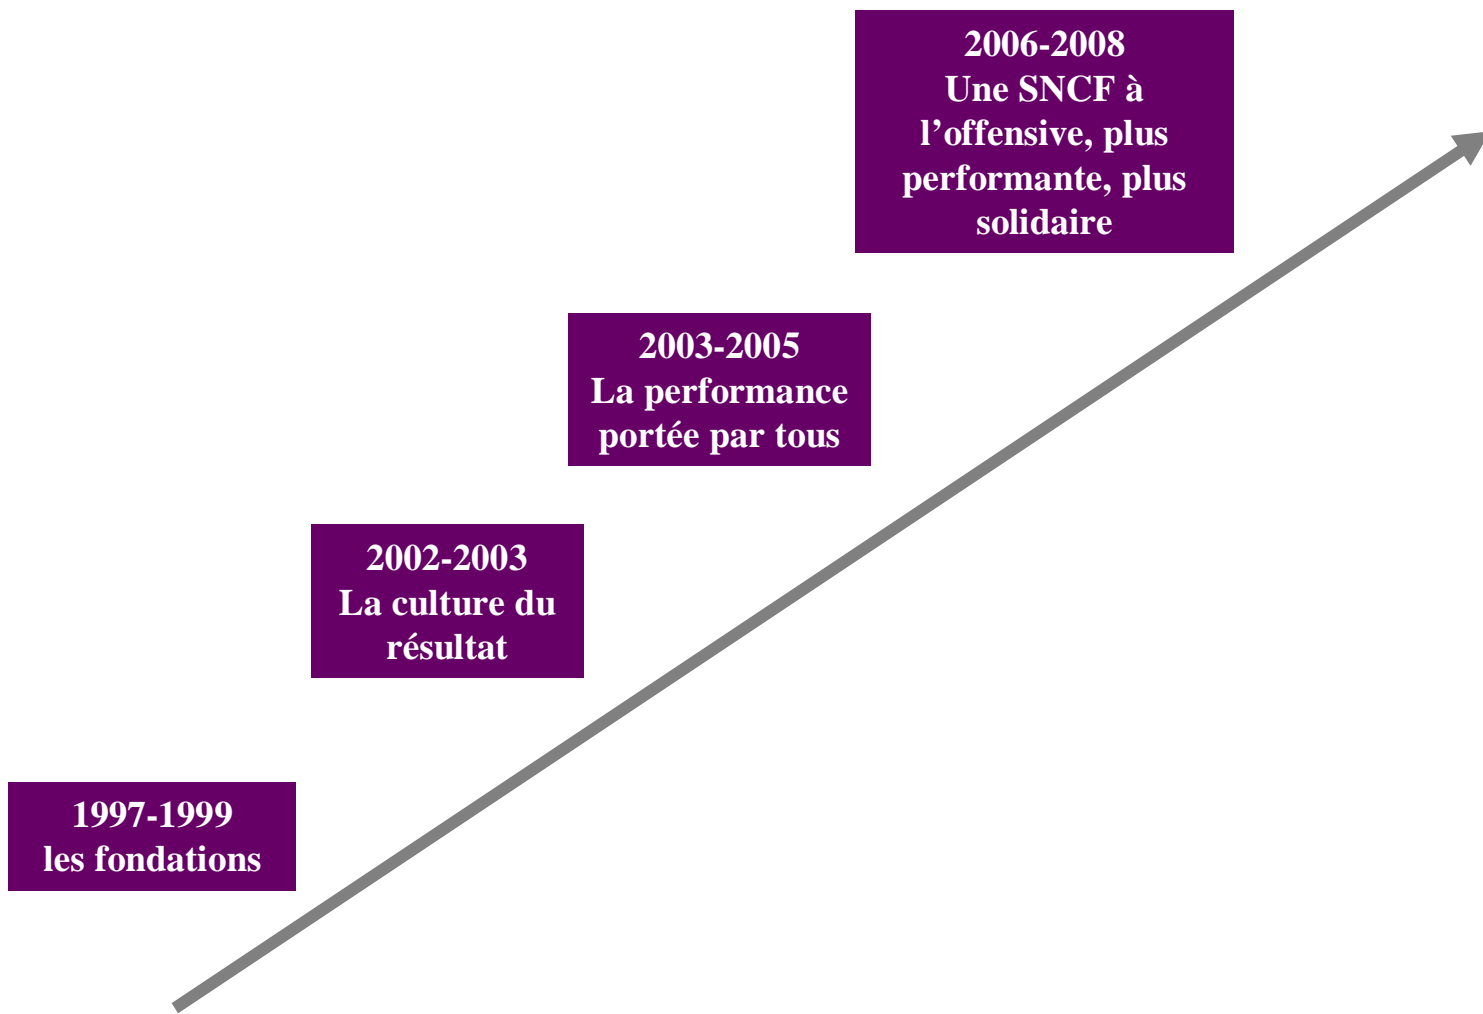 2006-2008
Une SNCF à
l’offensive, plus
performante, plus
solidaire
2003-2005
La performance
portée par tous
2002-2003
La culture du
résultat
1997-1999
les fondations